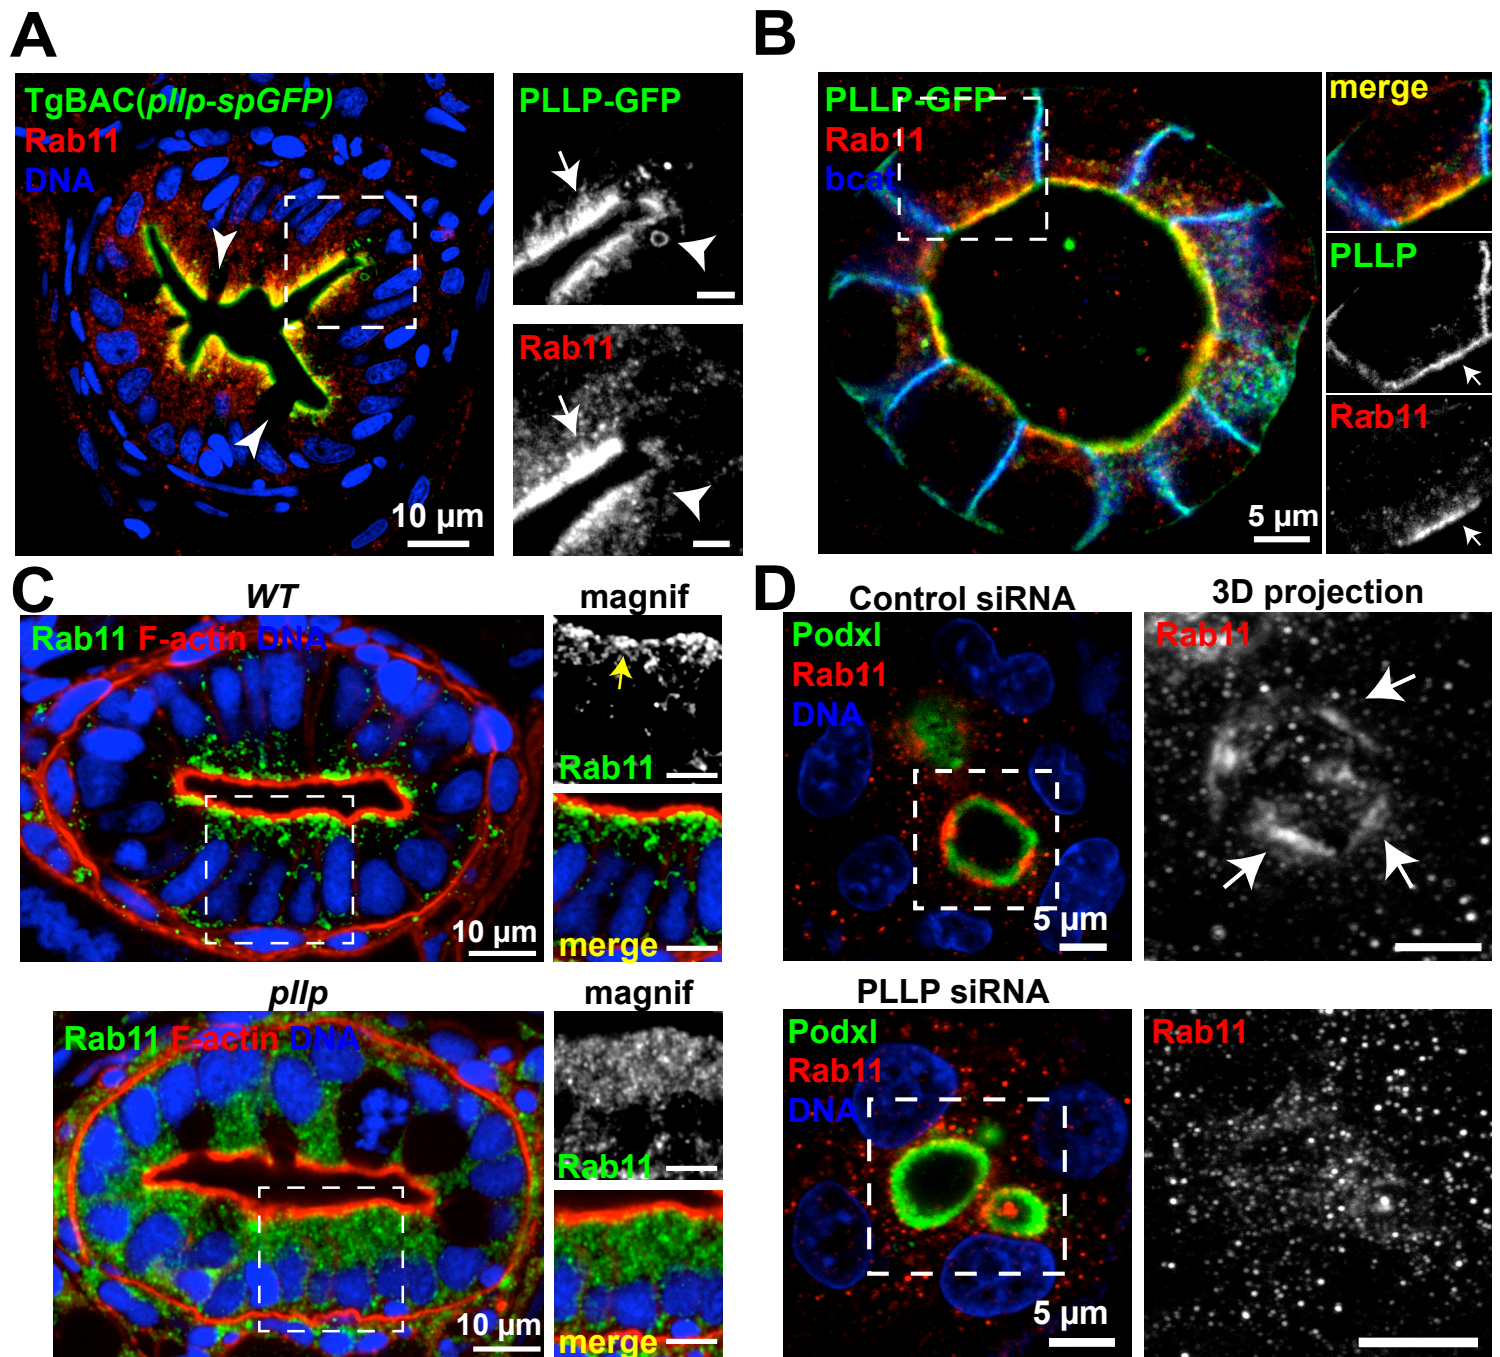 A
TgBAC(pllp-spGFP)
Rab11
DNA
10 µm
PLLP-GFP
Rab11
B
PLLP-GFP
Rab11
bcat
5 µm
merge
PLLP
Rab11
C
WT
Rab11 F-actin DNA
10 µm
magnif
Rab11
merge
pllp
Rab11 F-actin DNA
10 µm
magnif
Rab11
merge
D
Control siRNA
Podxl
Rab11
DNA
5 µm
3D projection
Rab11
PLLP siRNA
Podxl
Rab11
DNA
5 µm
Rab11